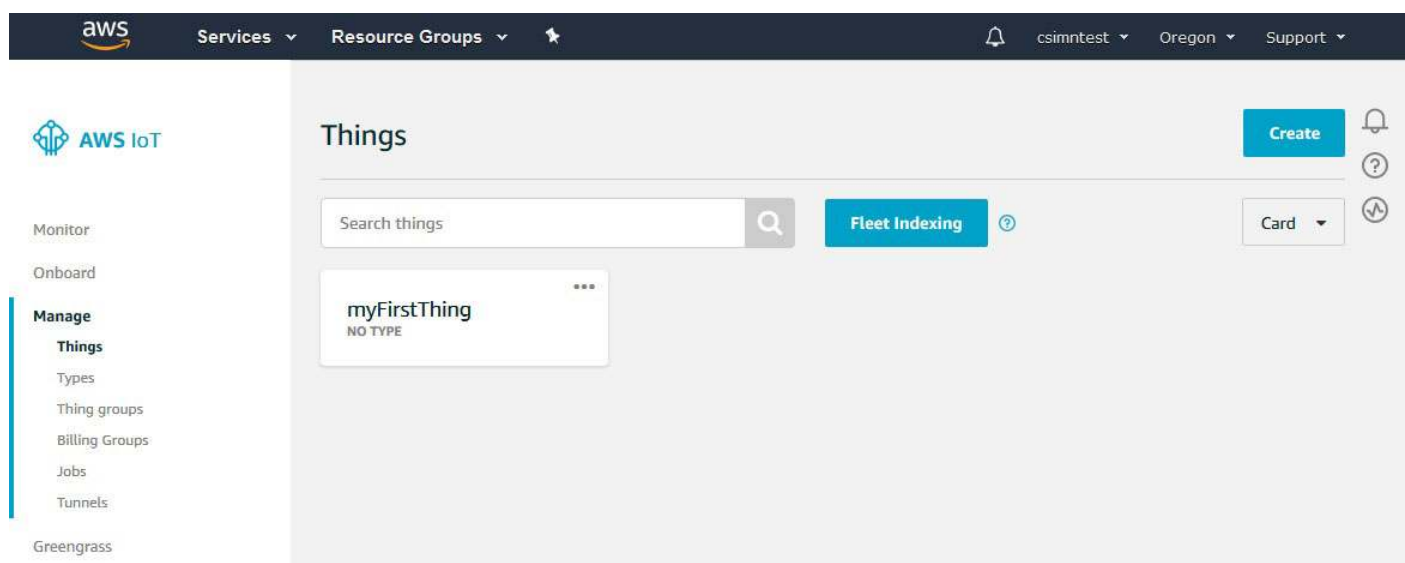 aws Services Resource Groups csimntest Oregon Support
AWS IoT
Monitor
Onboard
Manage
Things
Types
Thing groups
Billing Groups
Jobs
Tunnels
Greengrass
Things
Create
Search things
Fleet Indexing
Card
myFirstThing
NO TYPE